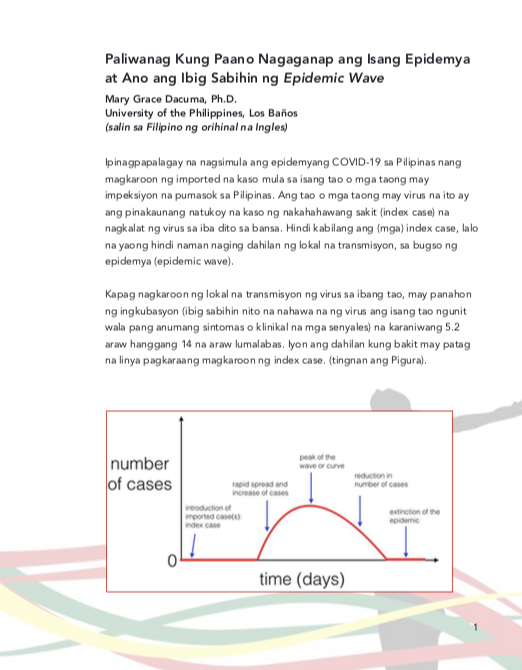 Paliwanag Kung Paano Nagaganap ang Isang Epidemya
at Ano ang Ibig Sabihin ng Epidemic Wave
Mary Grace Dacuma, Ph.D.
University of the Philippines, Los Baños
(salin sa Filipino ng orihinal na Ingles)
Ipinagpapalagay na nagsimula ang epidemyang COVID-19 sa Pilipinas nang
magkaroon ng imported na kaso mula sa isang tao o mga taong may
impeksiyon na pumasok sa Pilipinas. Ang tao o mga taong may virus na ito ay
ang pinakaunang natukoy na kaso ng nakahahawang sakit (index case) na
nagkalat ng virus sa iba dito sa bansa. Hindi kabilang ang (mga) index case, lalo
na yaong hindi naman naging dahilan ng lokal na transmisyon, sa bugso ng
epidemya (epidemic wave).
Kapag nagkaroon ng lokal na transmisyon ng virus sa ibang tao, may panahon
ng ingkubasyon (ibig sabihin nito na nahawa na ng virus ang isang tao ngunit
wala pang anumang sintomas o klinikal na mga senyales) na karaniwang 5.2
araw hanggang 14 na araw lumalabas. Iyon ang dahilan kung bakit may patag
na linya pagkaraang magkaroon ng index case. (tingnan ang Pigura).
number
of cases
peak of the
wave or curve
reduction in
number of cases
rapid spread and
increase of cases
introduction of
imported case(s):
index case
extinction of the
epidemic
0
time (days)
1